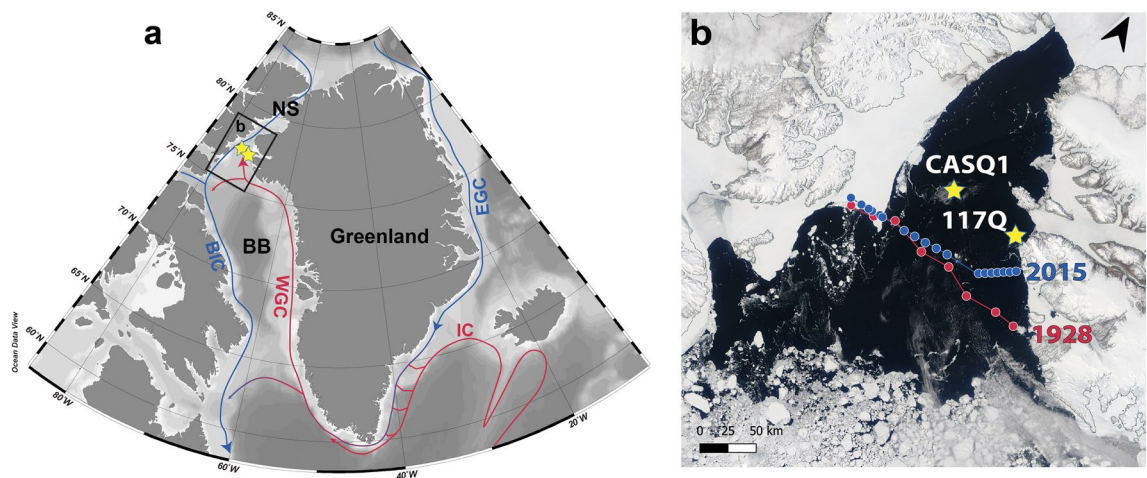 a
85°N
80°N
75°N
70°N
65°N
60°N
NS
b
BB
BIC
WGC
Greenland
EGC
IC
Ocean Data View
80°W
60°W
40°W
20°W
b
CASQ1
117Q
2015
1928
0 25 50 km